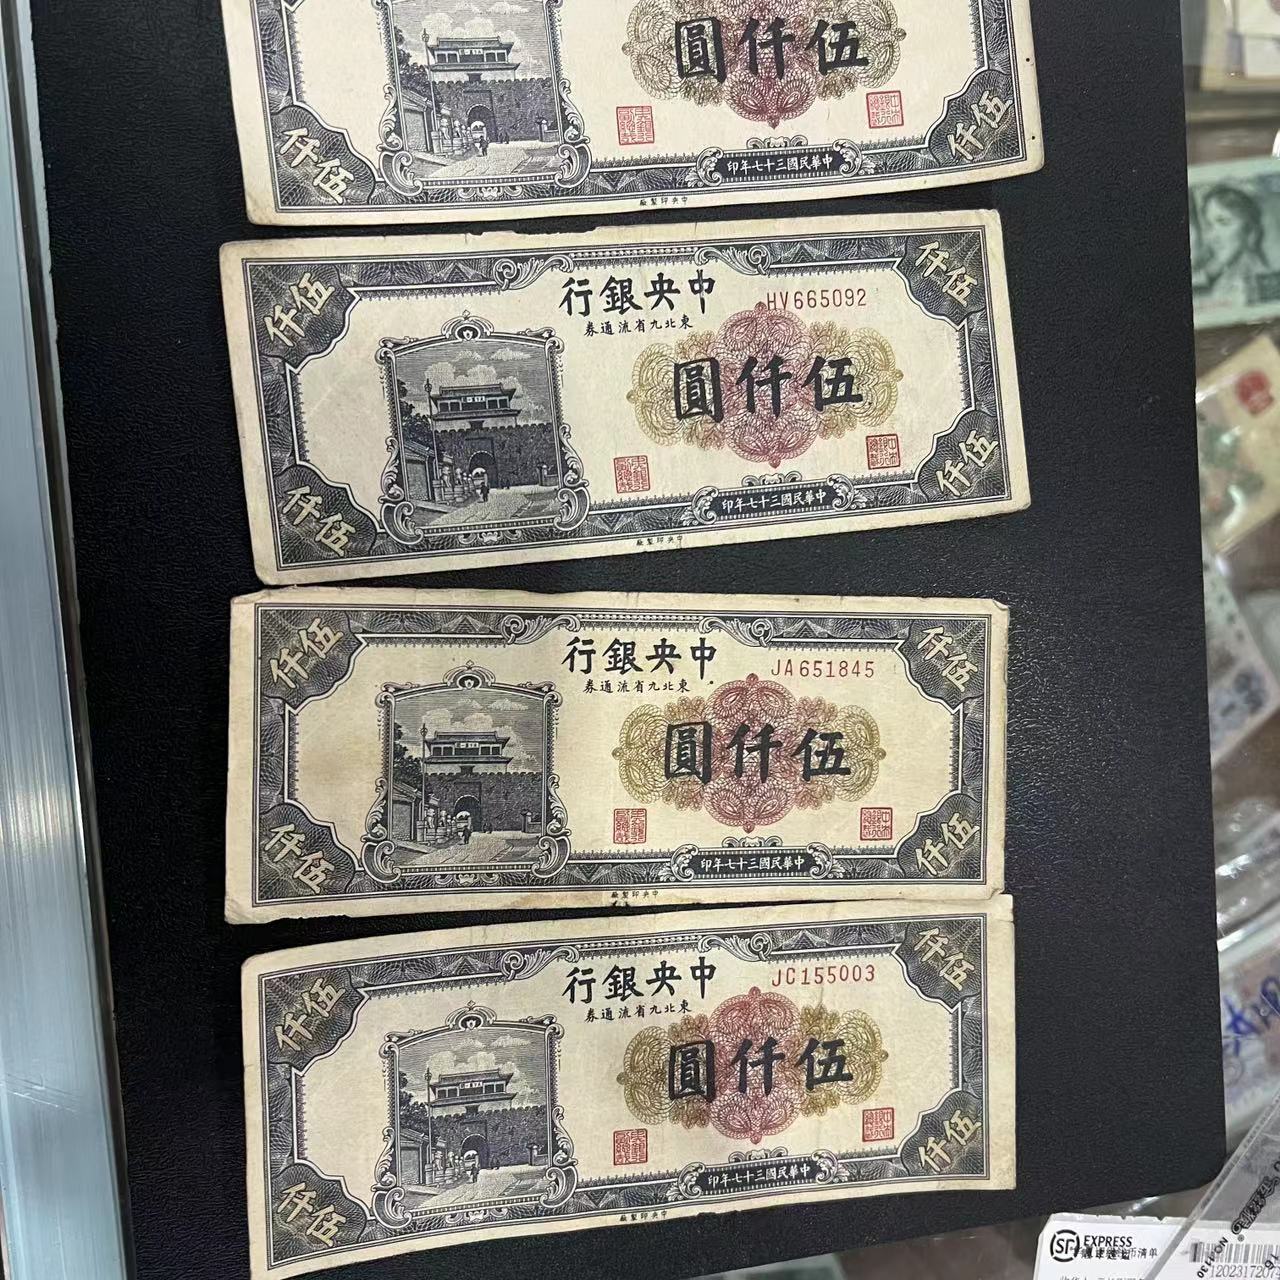 伍仟圓
伍仟
伍仟
中華民國三十七年印
中央印製廠
伍仟
伍仟
中央銀行
HV665092
東北九省流通券
伍仟圓
伍仟
伍仟
中華民國三十七年印
中央印製廠
伍仟
伍仟
中央銀行
JA651845
東北九省流通券
伍仟圓
伍仟
伍仟
中華民國三十七年印
中央印製廠
伍仟
伍仟
中央銀行
JC155003
東北九省流通券
伍仟圓
伍仟
伍仟
中華民國三十七年印
中央印製廠
SF EXPRESS